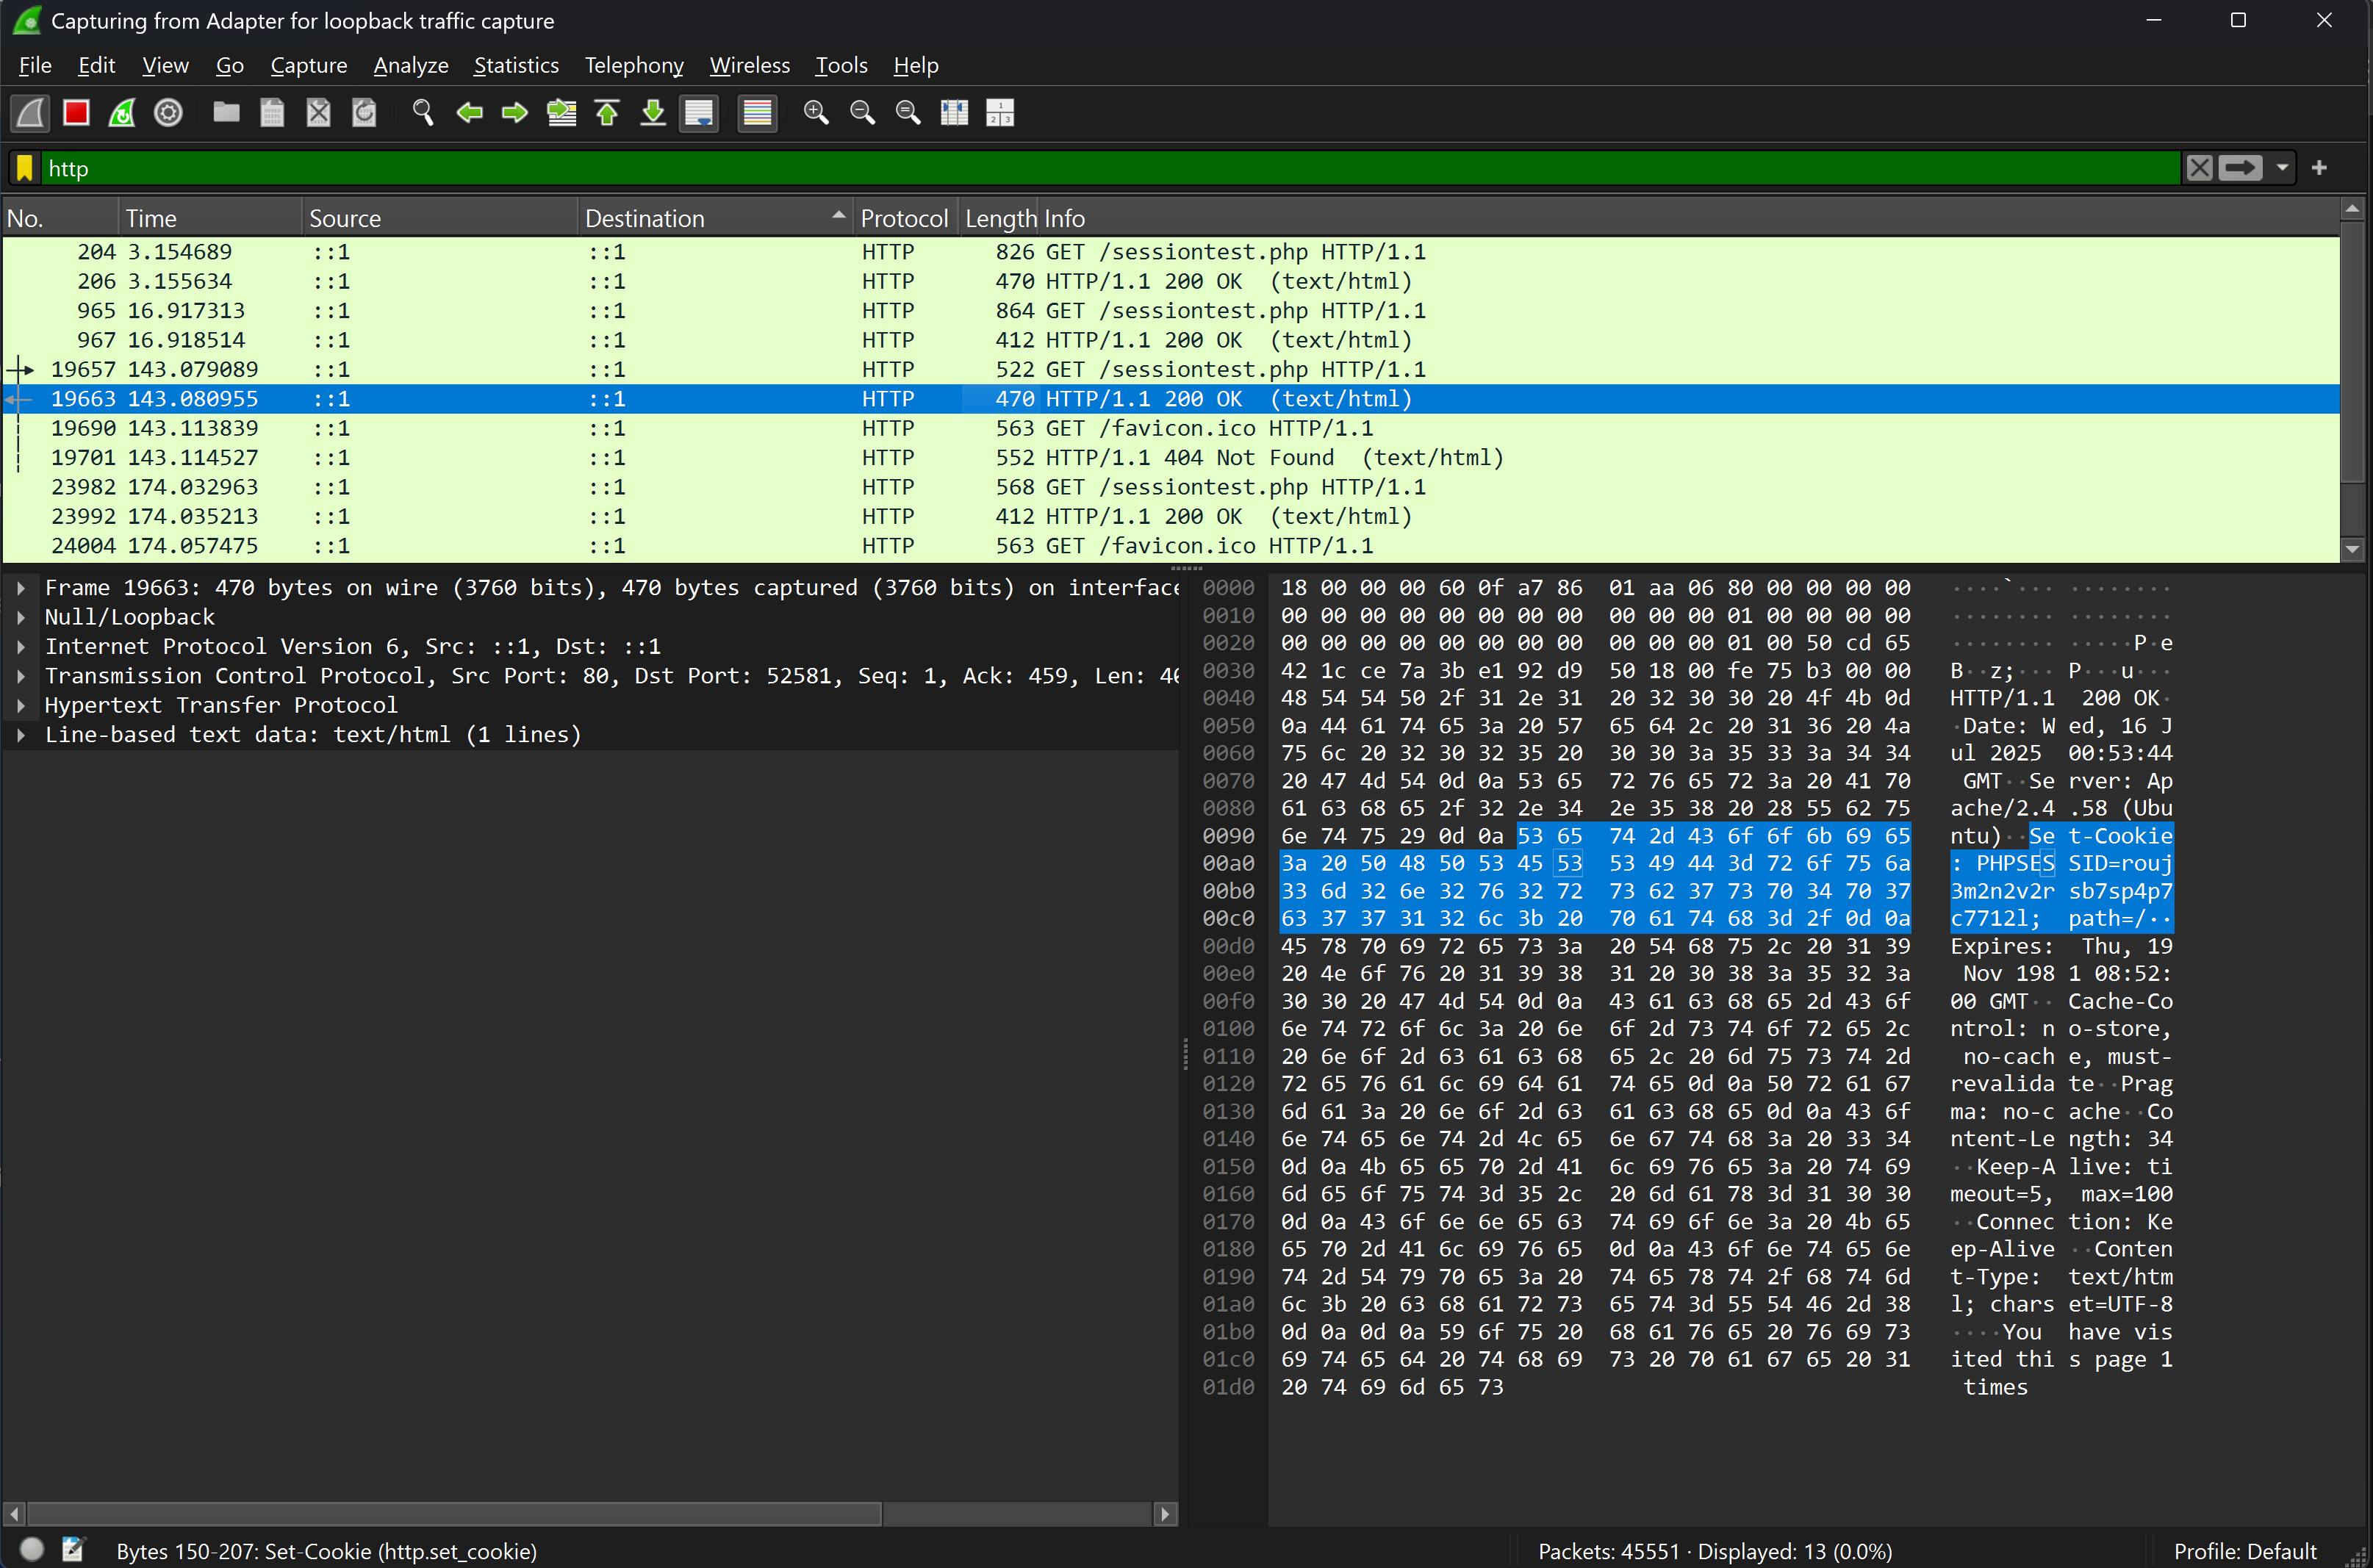 Capturing from Adapter for loopback traffic capture
File Edit View Go Capture Analyze Statistics Telephony Wireless Tools Help
http
No. Time Source Destination Protocol Length Info
204 3.154689 ::1 ::1 HTTP 826 GET /sessiontest.php HTTP/1.1
206 3.155634 ::1 ::1 HTTP 470 HTTP/1.1 200 OK (text/html)
965 16.917313 ::1 ::1 HTTP 864 GET /sessiontest.php HTTP/1.1
967 16.918514 ::1 ::1 HTTP 412 HTTP/1.1 200 OK (text/html)
19657 143.079089 ::1 ::1 HTTP 522 GET /sessiontest.php HTTP/1.1
19663 143.080955 ::1 ::1 HTTP 470 HTTP/1.1 200 OK (text/html)
19690 143.113839 ::1 ::1 HTTP 563 GET /favicon.ico HTTP/1.1
19701 143.114527 ::1 ::1 HTTP 552 HTTP/1.1 404 Not Found (text/html)
23982 174.032963 ::1 ::1 HTTP 568 GET /sessiontest.php HTTP/1.1
23992 174.035213 ::1 ::1 HTTP 412 HTTP/1.1 200 OK (text/html)
24004 174.057475 ::1 ::1 HTTP 563 GET /favicon.ico HTTP/1.1
Frame 19663: 470 bytes on wire (3760 bits), 470 bytes captured (3760 bits) on interface
Null/Loopback
Internet Protocol Version 6, Src: ::1, Dst: ::1
Transmission Control Protocol, Src Port: 80, Dst Port: 52581, Seq: 1, Ack: 459, Len: 40
Hypertext Transfer Protocol
Line-based text data: text/html (1 lines)
0000 18 00 00 00 60 0f a7 86 01 aa 06 80 00 00 00 00 ····`··· ········
0010 00 00 00 00 00 00 00 00 00 00 00 01 00 00 00 00 ········ ········
0020 00 00 00 00 00 00 00 00 00 00 00 01 00 50 cd 65 ········ ·····P·e
0030 42 1c ce 7a 3b e1 92 d9 50 18 00 fe 75 b3 00 00 B··z;··· P···u···
0040 48 54 54 50 2f 31 2e 31 20 32 30 30 20 4f 4b 0d HTTP/1.1 200 OK·
0050 0a 44 61 74 65 3a 20 57 65 64 2c 20 31 36 20 4a ·Date: W ed, 16 J
0060 75 6c 20 32 30 32 35 20 30 30 3a 35 33 3a 34 34 ul 2025 00:53:44
0070 20 47 4d 54 0d 0a 53 65 72 76 65 72 3a 20 41 70 GMT··Se rver: Ap
0080 61 63 68 65 2f 32 2e 34 2e 35 38 20 28 55 62 75 ache/2.4 .58 (Ubu
0090 6e 74 75 29 0d 0a 53 65 74 2d 43 6f 6f 6b 69 65 ntu)··Se t-Cookie
00a0 3a 20 50 48 50 53 45 53 53 49 44 3d 72 6f 75 6a : PHPSES SID=rouj
00b0 33 6d 32 6e 32 76 32 72 73 62 37 73 70 34 70 37 3m2n2v2r sb7sp4p7
00c0 63 37 37 31 32 6c 3b 20 70 61 74 68 3d 2f 0d 0a c7712l; path=/··
00d0 45 78 70 69 72 65 73 3a 20 54 68 75 2c 20 31 39 Expires: Thu, 19
00e0 20 4e 6f 76 20 31 39 38 31 20 30 38 3a 35 32 3a Nov 198 1 08:52:
00f0 30 30 20 47 4d 54 0d 0a 43 61 63 68 65 2d 43 6f 00 GMT·· Cache-Co
0100 6e 74 72 6f 6c 3a 20 6e 6f 2d 73 74 6f 72 65 2c ntrol: n o-store,
0110 20 6e 6f 2d 63 61 63 68 65 2c 20 6d 75 73 74 2d no-cach e, must-
0120 72 65 76 61 6c 69 64 61 74 65 0d 0a 50 72 61 67 revalida te··Prag
0130 6d 61 3a 20 6e 6f 2d 63 61 63 68 65 0d 0a 43 6f ma: no-c ache··Co
0140 6e 74 65 6e 74 2d 4c 65 6e 67 74 68 3a 20 33 34 ntent-Le ngth: 34
0150 0d 0a 4b 65 65 70 2d 41 6c 69 76 65 3a 20 74 69 ··Keep-A live: ti
0160 6d 65 6f 75 74 3d 35 2c 20 6d 61 78 3d 31 30 30 meout=5, max=100
0170 0d 0a 43 6f 6e 6e 65 63 74 69 6f 6e 3a 20 4b 65 ··Connec tion: Ke
0180 65 70 2d 41 6c 69 76 65 0d 0a 43 6f 6e 74 65 6e ep-Alive ··Conten
0190 74 2d 54 79 70 65 3a 20 74 65 78 74 2f 68 74 6d t-Type: text/htm
01a0 6c 3b 20 63 68 61 72 73 65 74 3d 55 54 46 2d 38 l; chars et=UTF-8
01b0 0d 0a 0d 0a 59 6f 75 20 68 61 76 65 20 76 69 73 ····You have vis
01c0 69 74 65 64 20 74 68 69 73 20 70 61 67 65 20 31 ited thi s page 1
01d0 20 74 69 6d 65 73 times
Bytes 150-207: Set-Cookie (http.set_cookie) Packets: 45551 · Displayed: 13 (0.0%) Profile: Default